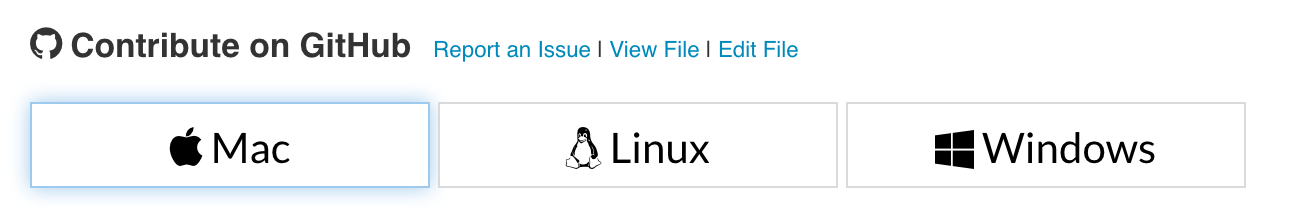 Contribute on GitHub Report an Issue | View File | Edit File
Mac Linux Windows